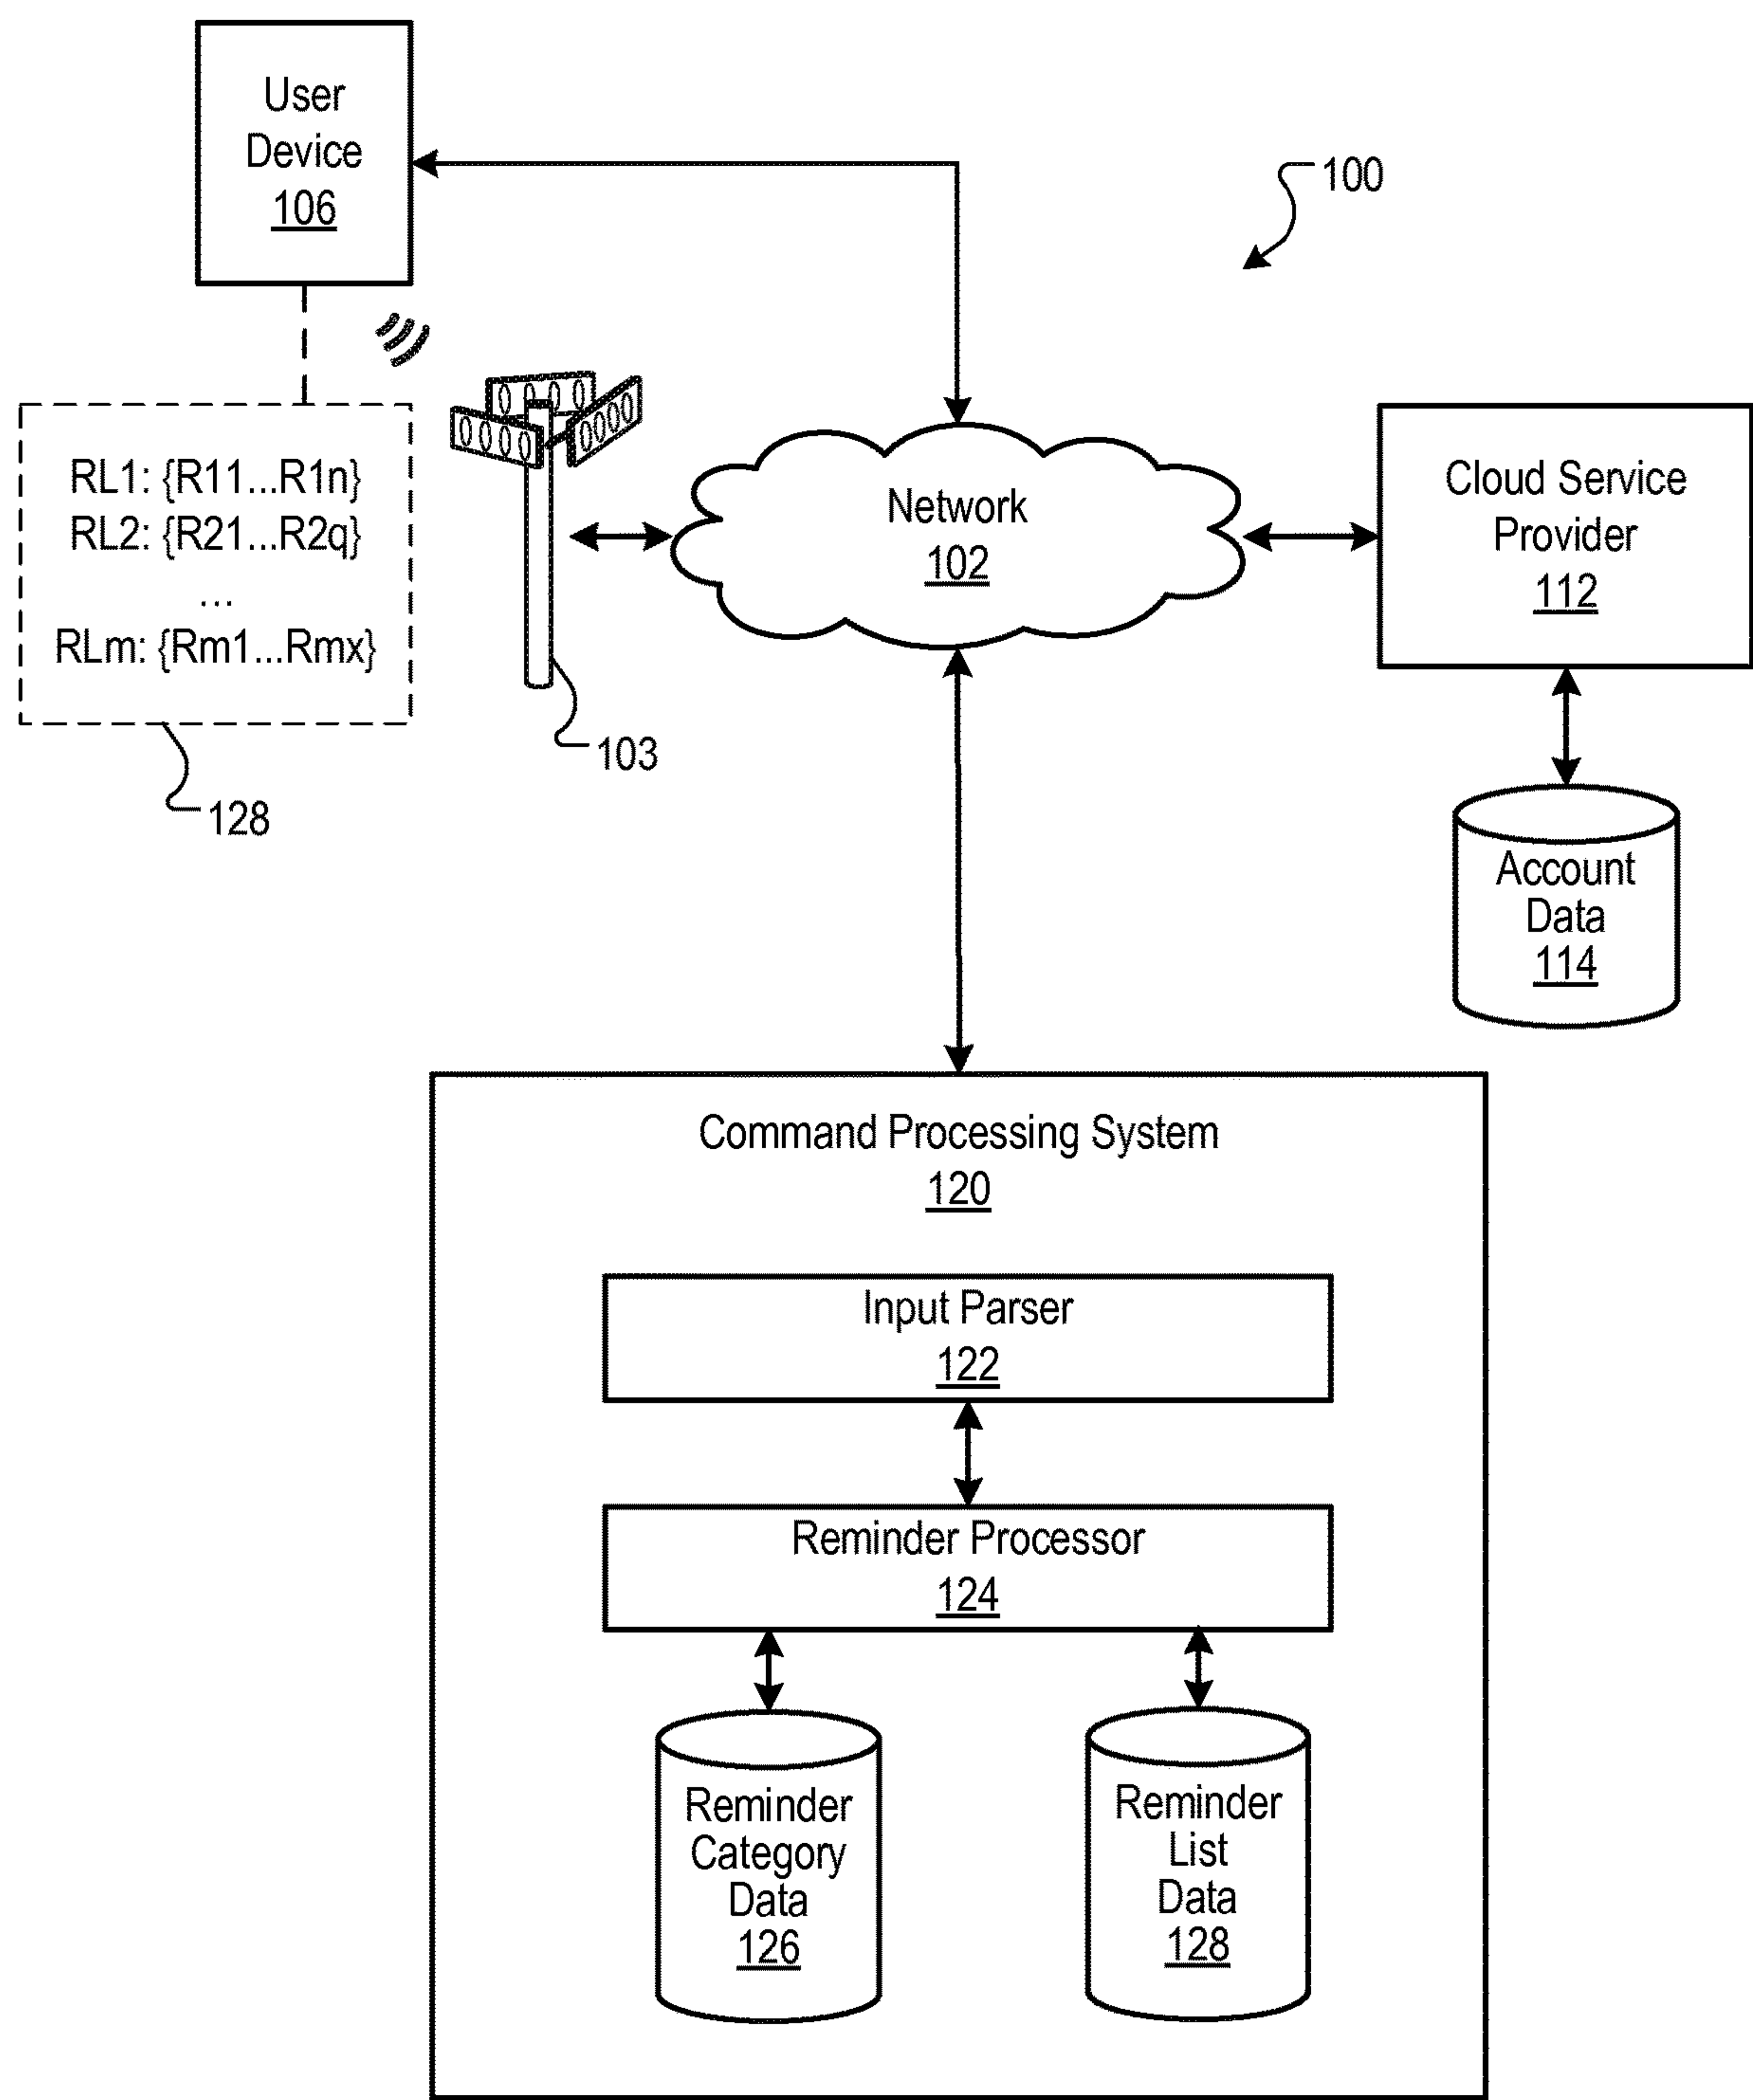 User
Device
106
100
RL1: {R11...R1n}
RL2: {R21...R2q}
...
RLm: {Rm1...Rmx}
128
103
Network
102
Cloud Service
Provider
112
Account
Data
114
Command Processing System
120
Input Parser
122
Reminder Processor
124
Reminder
Category
Data
126
Reminder
List
Data
128